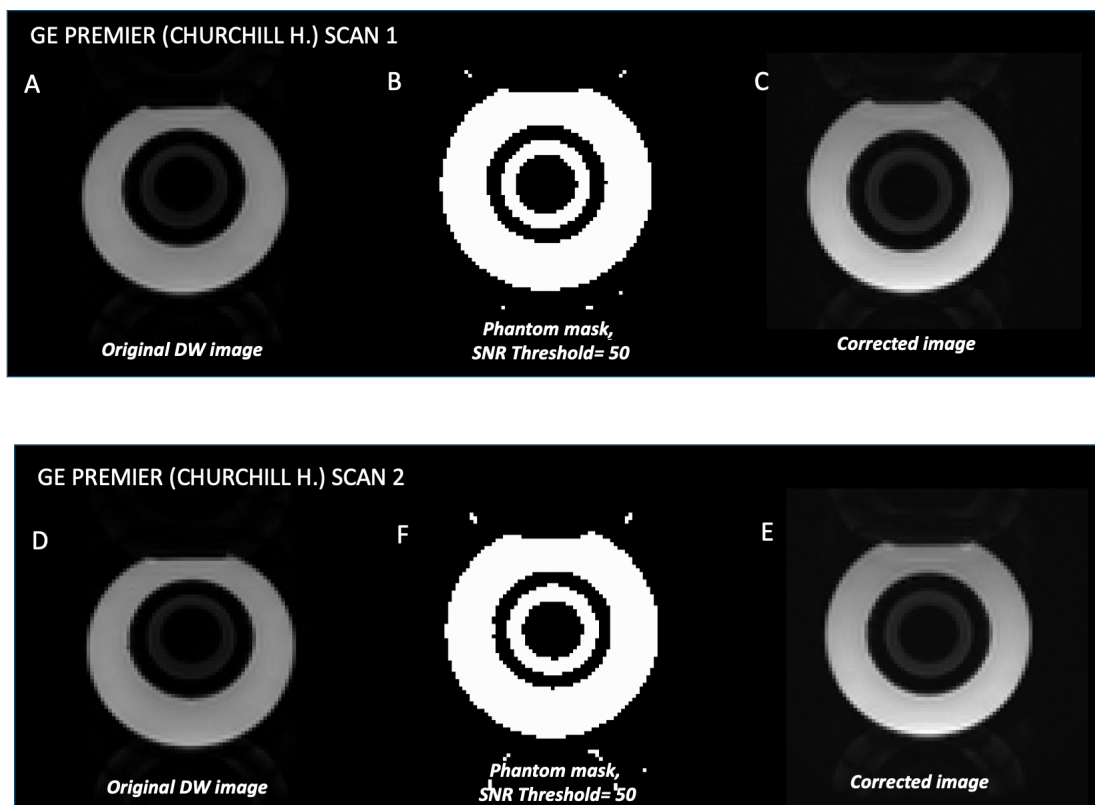 GE PREMIER (CHURCHILL H.) SCAN 1
A
B
C
Original DW image
Phantom mask,
SNR Threshold= 50
Corrected image
GE PREMIER (CHURCHILL H.) SCAN 2
D
F
E
Original DW image
Phantom mask,
SNR Threshold= 50
Corrected image